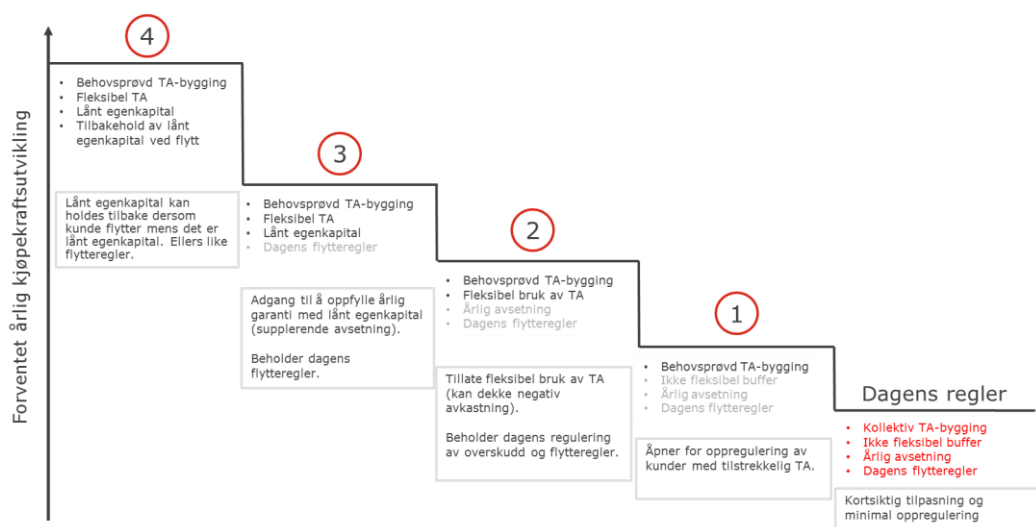 Forventet årlig kjøpekraftsutvikling
4
• Behovsprøvd TA-bygging
• Fleksibel TA
• Lånt egenkapital
• Tilbakehold av lånt
egenkapital ved flytt
Lånt egenkapital kan
holdes tilbake dersom
kunde flytter mens det er
lånt egenkapital. Ellers like
flytteregler.
3
• Behovsprøvd TA-bygging
• Fleksibel TA
• Lånt egenkapital
• Dagens flytteregler
Adgang til å oppfylle årlig
garanti med lånt egenkapital
(supplerende avsetning).
Beholder dagens
flytteregler.
2
• Behovsprøvd TA-bygging
• Fleksibel bruk av TA
• Årlig avsetning
• Dagens flytteregler
Tillate fleksibel bruk av TA
(kan dekke negativ
avkastning).
Beholder dagens regulering
av overskudd og flytteregler.
1
• Behovsprøvd TA-bygging
• Ikke fleksibel buffer
• Årlig avsetning
• Dagens flytteregler
Åpner for oppregulering av
kunder med tilstrekkelig TA.
Dagens regler
• Kollektiv TA-bygging
• Ikke fleksibel buffer
• Årlig avsetning
• Dagens flytteregler
Kortsiktig tilpasning og
minimal oppregulering